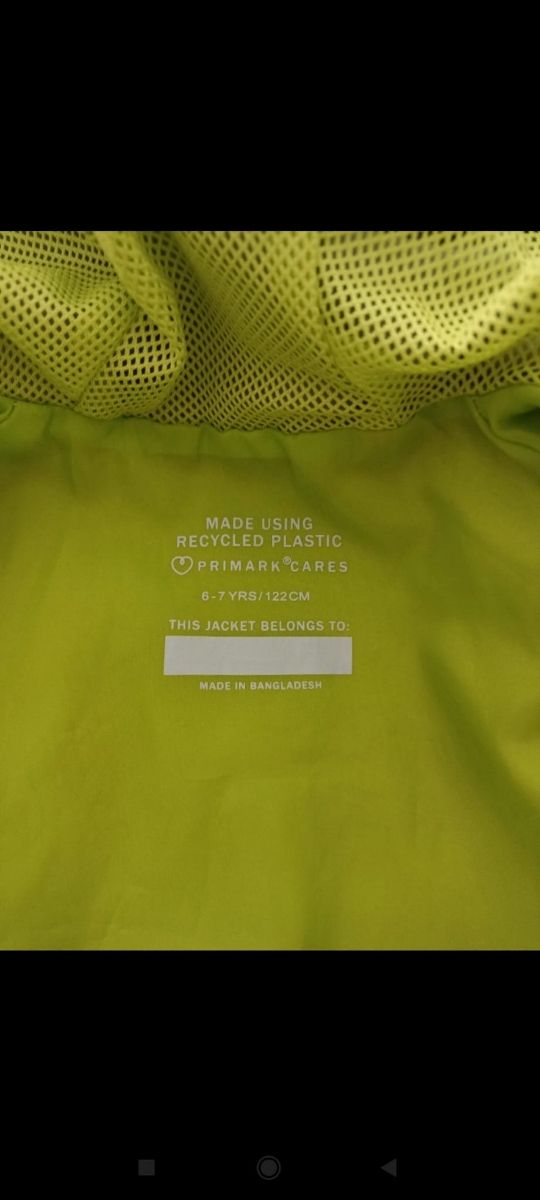 MADE USING
RECYCLED PLASTIC
PRIMARK®CARES
6-7 YRS/122CM
THIS JACKET BELONGS TO:
MADE IN BANGLADESH